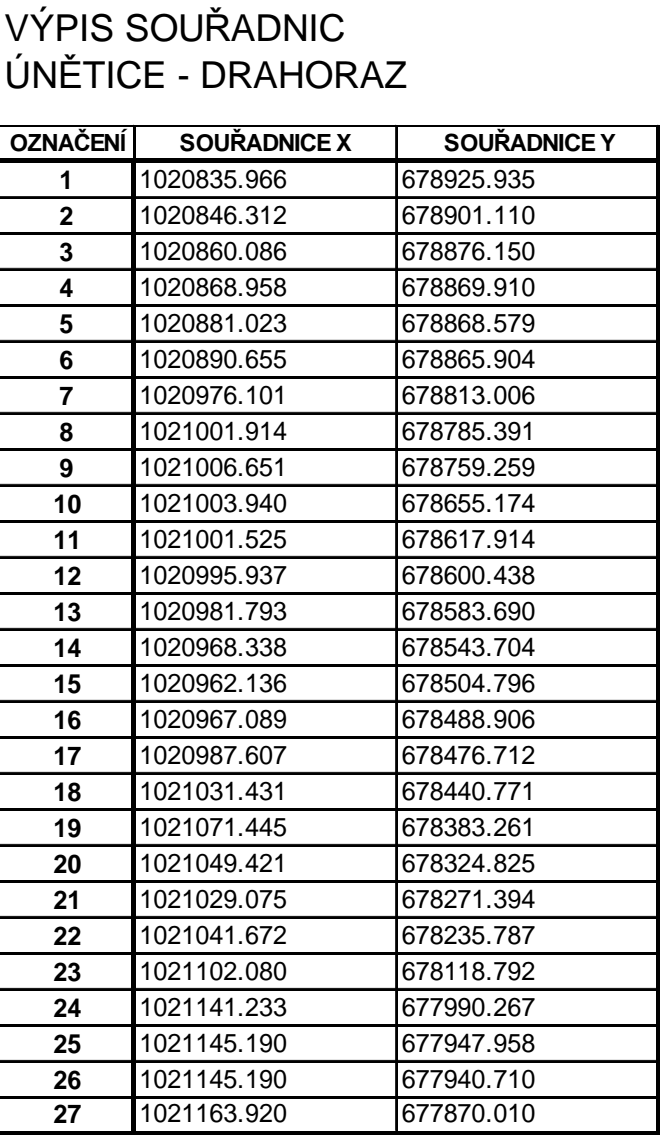 VÝPIS SOUŘADNIC
ÚNĚTICE - DRAHORAZ
OZNAČENÍ SOUŘADNICE X SOUŘADNICE Y
1 1020835.966 678925.935
2 1020846.312 678901.110
3 1020860.086 678876.150
4 1020868.958 678869.910
5 1020881.023 678868.579
6 1020890.655 678865.904
7 1020976.101 678813.006
8 1021001.914 678785.391
9 1021006.651 678759.259
10 1021003.940 678655.174
11 1021001.525 678617.914
12 1020995.937 678600.438
13 1020981.793 678583.690
14 1020968.338 678543.704
15 1020962.136 678504.796
16 1020967.089 678488.906
17 1020987.607 678476.712
18 1021031.431 678440.771
19 1021071.445 678383.261
20 1021049.421 678324.825
21 1021029.075 678271.394
22 1021041.672 678235.787
23 1021102.080 678118.792
24 1021141.233 677990.267
25 1021145.190 677947.958
26 1021145.190 677940.710
27 1021163.920 677870.010